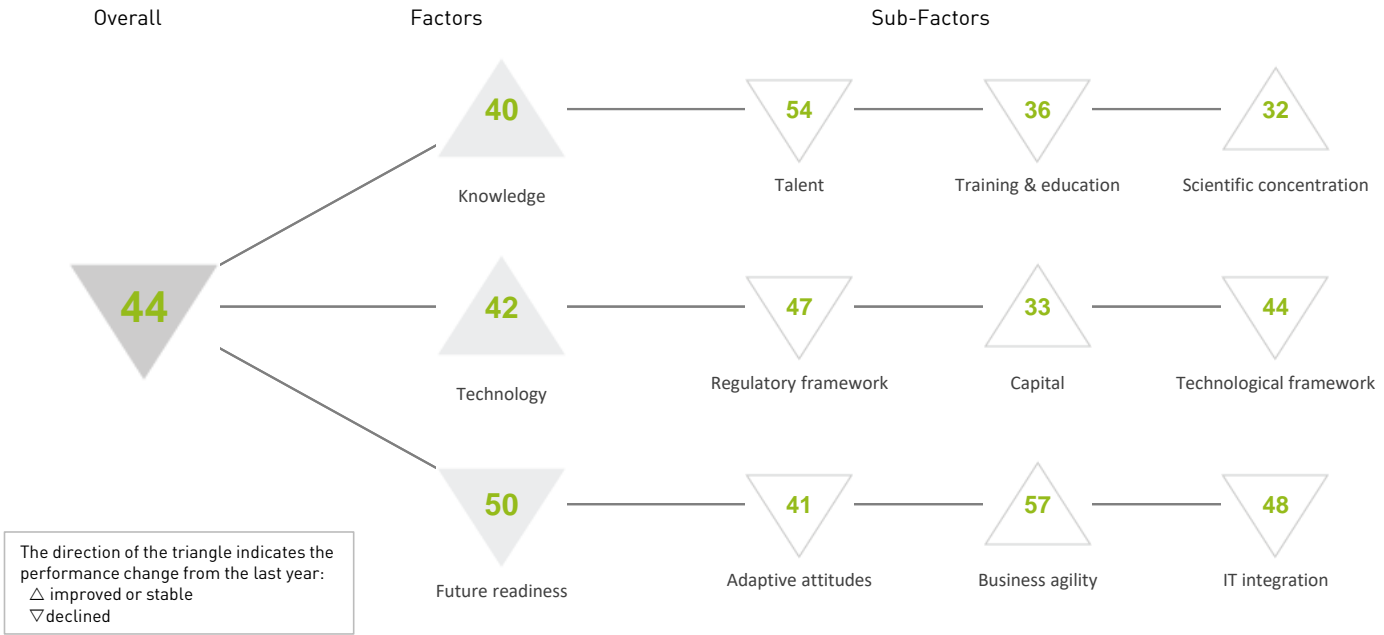 Overall Factors Sub-Factors
40 54 36 32
Knowledge Talent Training & education Scientific concentration
44 42 47 33 44
Technology Regulatory framework Capital Technological framework
50 41 57 48
Future readiness Adaptive attitudes Business agility IT integration
The direction of the triangle indicates the
performance change from the last year:
△ improved or stable
▽declined